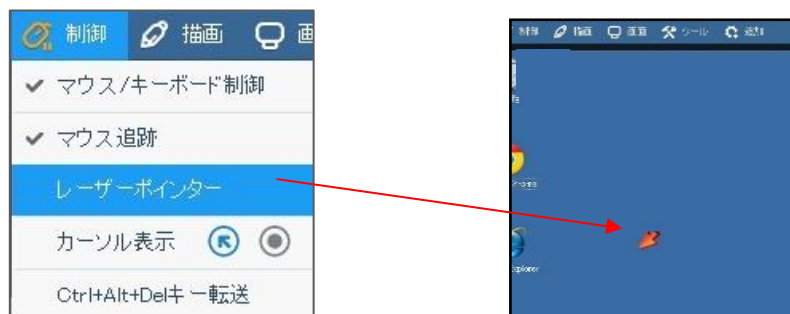 制御 描画 画
マウス/キーボード制御
マウス追跡
レーザーポインター
カーソル表示
Ctrl+Alt+Delキー転送
制御 描画 画面 ツール 追加
xplorer